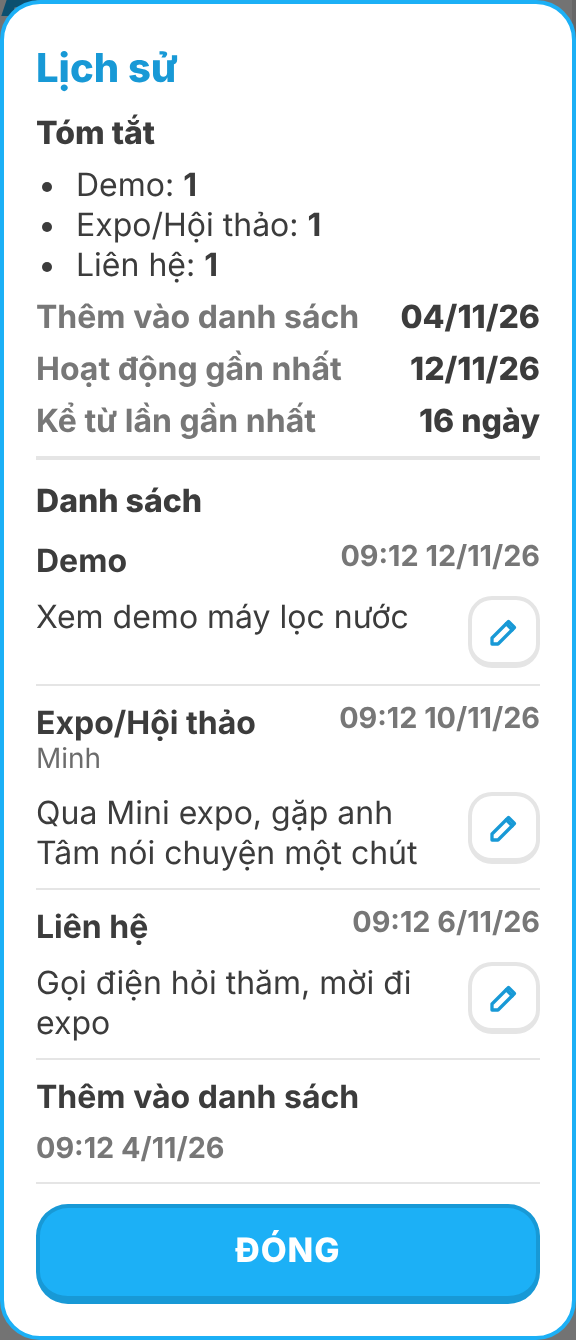 Lịch sử
Tóm tắt
• Demo: 1
• Expo/Hội thảo: 1
• Liên hệ: 1
Thêm vào danh sách 04/11/26
Hoạt động gần nhất 12/11/26
Kể từ lần gần nhất 16 ngày
Danh sách
Demo 09:12 12/11/26
Xem demo máy lọc nước
Expo/Hội thảo 09:12 10/11/26
Minh
Qua Mini expo, gặp anh
Tâm nói chuyện một chút
Liên hệ 09:12 6/11/26
Gọi điện hỏi thăm, mời đi
expo
Thêm vào danh sách
09:12 4/11/26
ĐÓNG